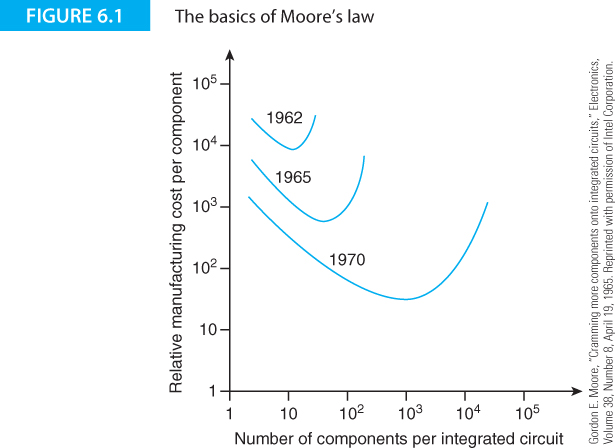 FIGURE 6.1
The basics of Moore's law
Relative manufacturing cost per component
10⁵
10⁴
10³
10²
10
1
1962
1965
1970
1
10
10²
10³
10⁴
10⁵
Number of components per integrated circuit
Gordon E. Moore, "Cramming more components onto integrated circuits," Electronics,
Volume 38, Number 8, April 19, 1965. Reprinted with permission of Intel Corporation.